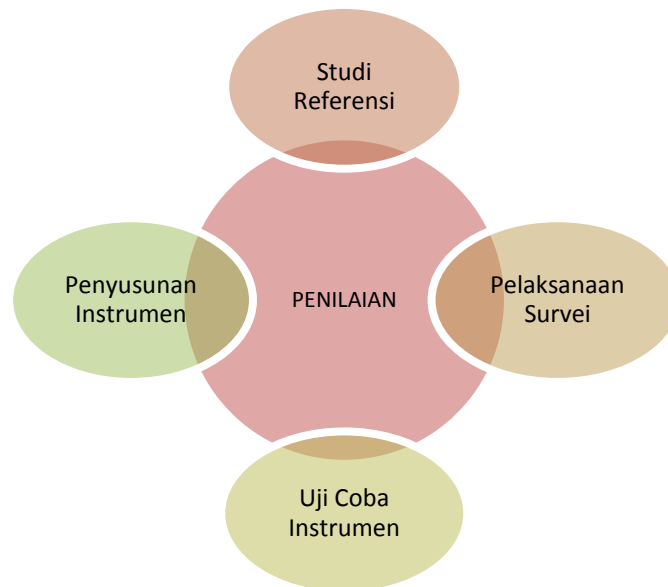 Studi
Referensi
Penyusunan
Instrumen
PENILAIAN
Pelaksanaan
Survei
Uji Coba
Instrumen